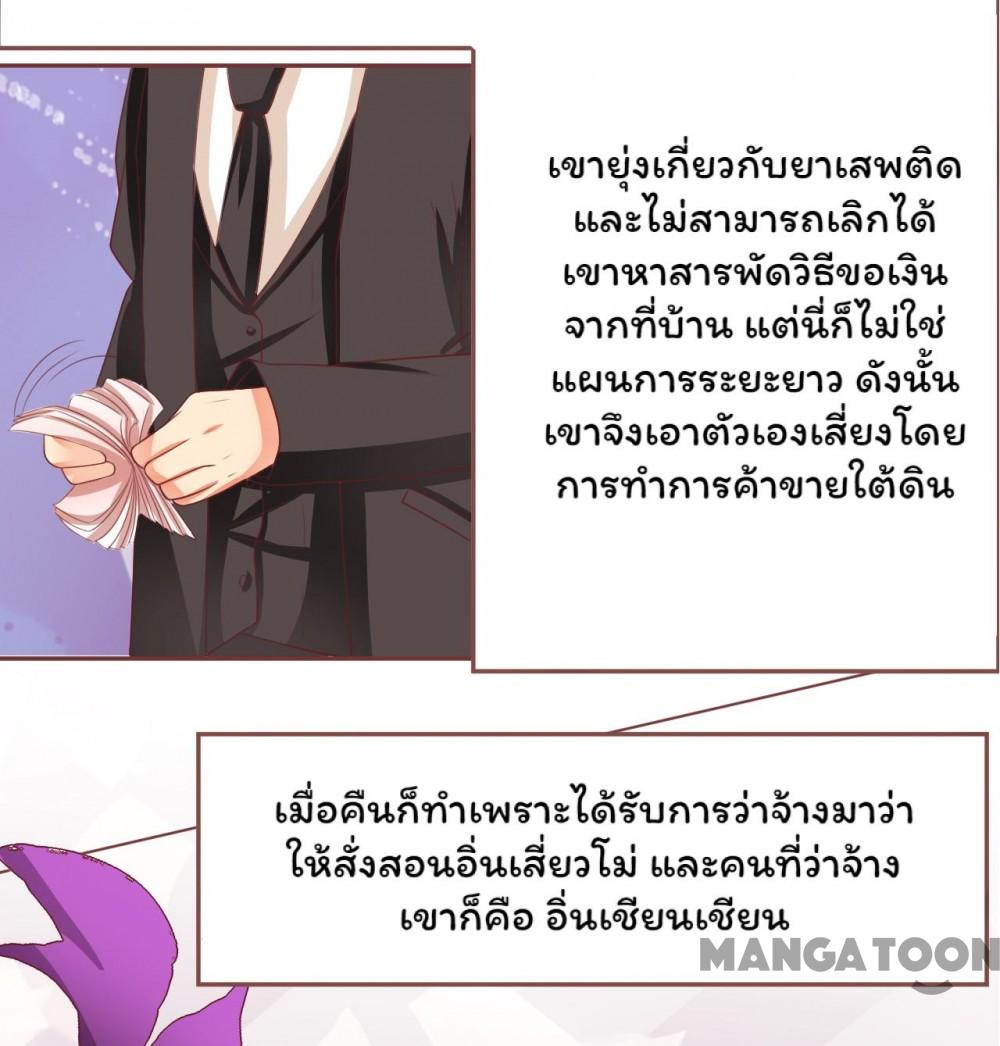 เขายุ่งเกี่ยวกับยาเสพติด
และไม่สามารถเลิกได้
เขาหาสารพัดวิธีขอเงิน
จากที่บ้าน แต่นี่ก็ไม่ใช่
แผนการระยะยาว ดังนั้น
เขาจึงเอาตัวเองเสี่ยงโดย
การทำการค้าขายใต้ดิน
เมื่อคืนก็ทำเพราะได้รับการว่าจ้างมาว่า
ให้สั่งสอนอิ่นเสี่ยวโม่ และคนที่ว่าจ้าง
เขาก็คือ อิ่นเชียนเชียน
MANGATOON